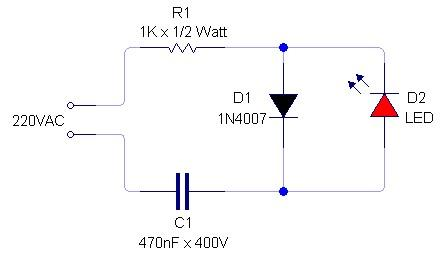 R1
1K x 1/2 Watt
220VAC
D1
1N4007
D2
LED
C1
470nF x 400V